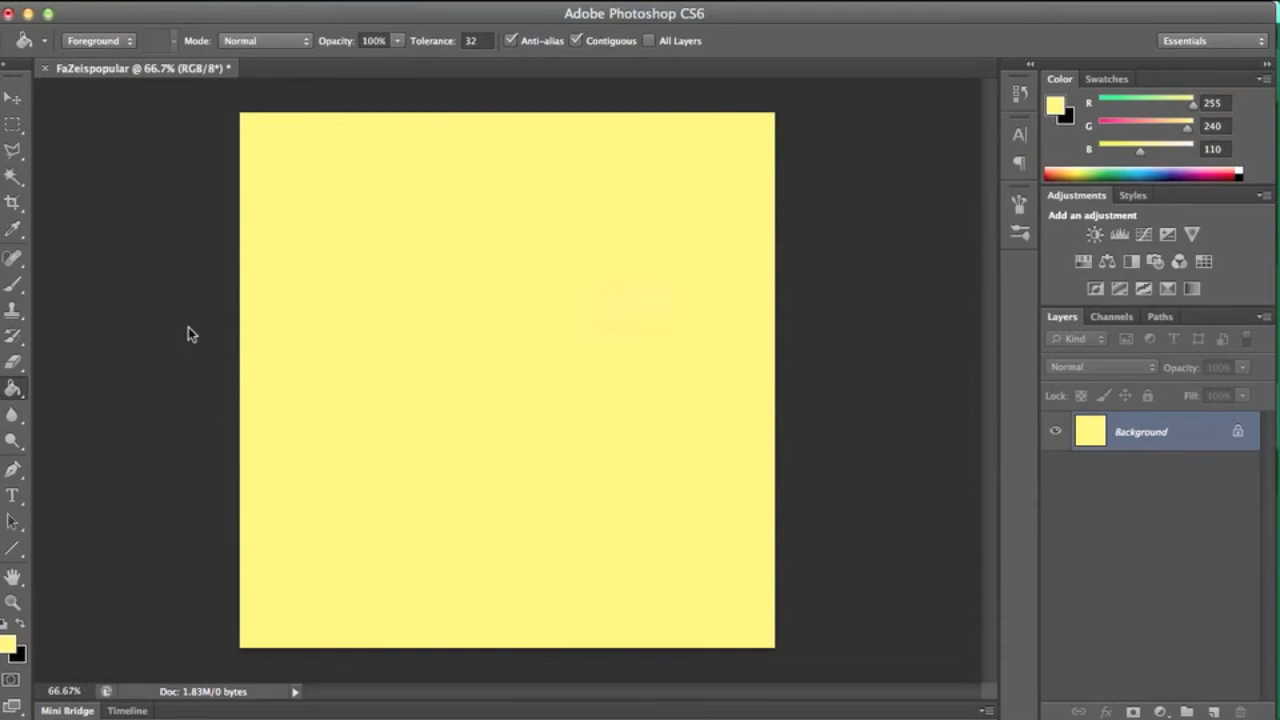 Adobe Photoshop CS6
Foreground Mode: Normal Opacity: 100% Tolerance: 32 Anti-alias Contiguous All Layers Essentials
× FaZeispopular @ 66.7% (RGB/8*) *
Color Swatches
R 255
G 240
B 110
Adjustments Styles
Add an adjustment
Layers Channels Paths
Kind
Normal Opacity: 100%
Lock: Fill: 100%
Background
66.67% Doc: 1.83M/0 bytes
Mini Bridge Timeline